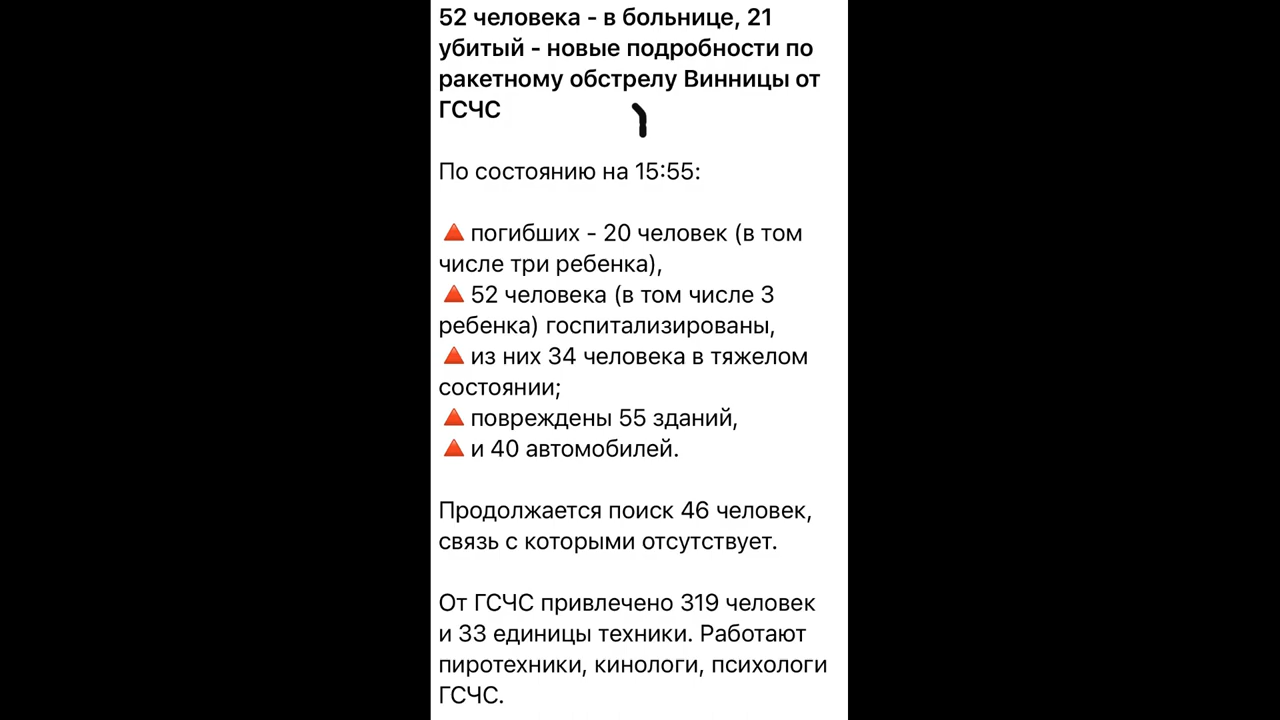 52 человека - в больнице, 21
убитый - новые подробности по
ракетному обстрелу Винницы от
ГСЧС
По состоянию на 15:55:
🔺погибших - 20 человек (в том
числе три ребенка),
🔺52 человека (в том числе 3
ребенка) госпитализированы,
🔺из них 34 человека в тяжелом
состоянии;
🔺повреждены 55 зданий,
🔺и 40 автомобилей.
Продолжается поиск 46 человек,
связь с которыми отсутствует.
От ГСЧС привлечено 319 человек
и 33 единицы техники. Работают
пиротехники, кинологи, психологи
ГСЧС.